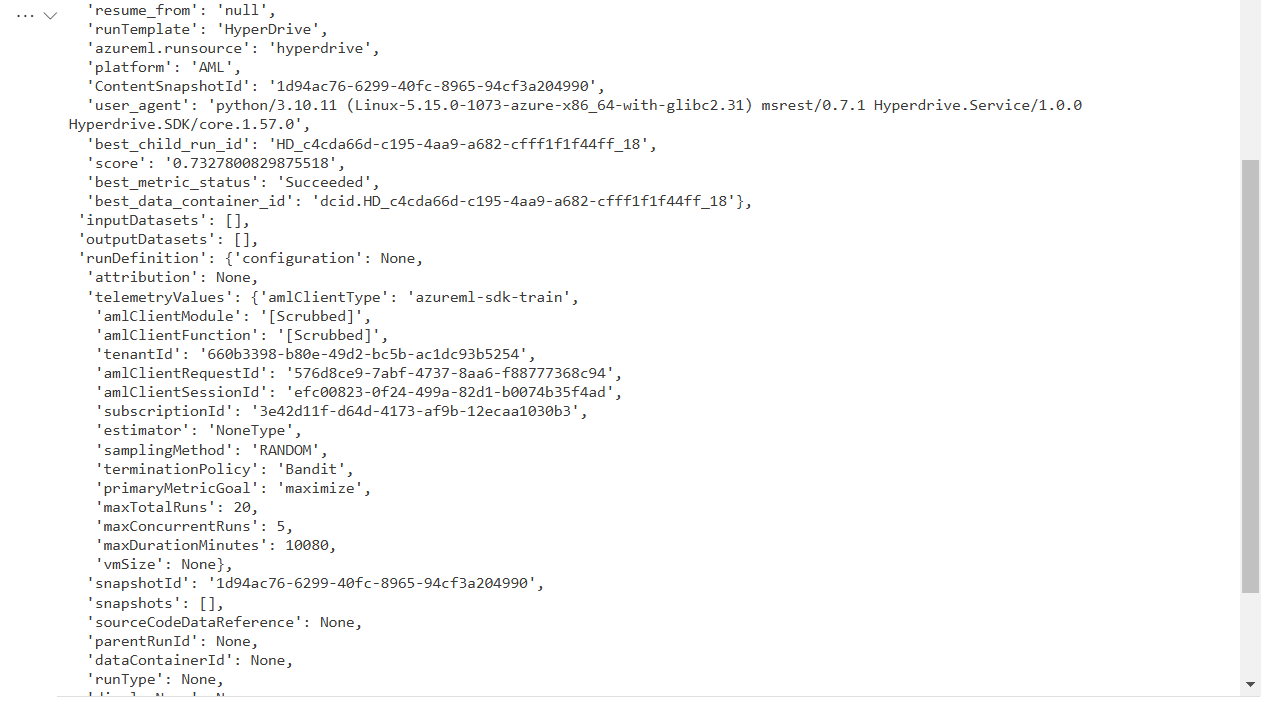 'resume_from': 'null',
'runTemplate': 'HyperDrive',
'azureml.runsource': 'hyperdrive',
'platform': 'AML',
'ContentSnapshotId': '1d94ac76-6299-40fc-8965-94cf3a204990',
'user_agent': 'python/3.10.11 (Linux-5.15.0-1073-azure-x86_64-with-glibc2.31) msrest/0.7.1 Hyperdrive.Service/1.0.0
Hyperdrive.SDK/core.1.57.0',
'best_child_run_id': 'HD_c4cda66d-c195-4aa9-a682-cfff1f1f44ff_18',
'score': '0.7327800829875518',
'best_metric_status': 'Succeeded',
'best_data_container_id': 'dcid.HD_c4cda66d-c195-4aa9-a682-cfff1f1f44ff_18'},
'inputDatasets': [],
'outputDatasets': [],
'runDefinition': {'configuration': None,
'attribution': None,
'telemetryValues': {'amlClientType': 'azureml-sdk-train',
'amlClientModule': '[Scrubbed]',
'amlClientFunction': '[Scrubbed]',
'tenantId': '660b3398-b80e-49d2-bc5b-ac1dc93b5254',
'amlClientRequestId': '576d8ce9-7abf-4737-8aa6-f88777368c94',
'amlClientSessionId': 'efc00823-0f24-499a-82d1-b0074b35f4ad',
'subscriptionId': '3e42d11f-d64d-4173-af9b-12ecaa1030b3',
'estimator': 'NoneType',
'samplingMethod': 'RANDOM',
'terminationPolicy': 'Bandit',
'primaryMetricGoal': 'maximize',
'maxTotalRuns': 20,
'maxConcurrentRuns': 5,
'maxDurationMinutes': 10080,
'vmSize': None},
'snapshotId': '1d94ac76-6299-40fc-8965-94cf3a204990',
'snapshots': [],
'sourceCodeDataReference': None,
'parentRunId': None,
'dataContainerId': None,
'runType': None,